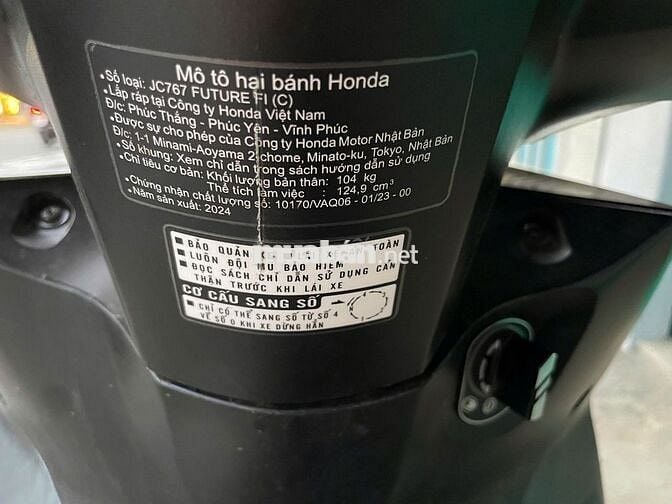 Mô tô hai bánh Honda
•Số loại: JC767 FUTURE FI (C)
•Lắp ráp tại Công ty Honda Việt Nam
Đ/c: Phúc Thắng - Phúc Yên - Vĩnh Phúc
•Được sự cho phép của Công ty Honda Motor Nhật Bản
Đ/c: 1-1 Minami-Aoyama 2-chome, Minato-ku, Tokyo, Nhật Bản
•Số khung: Xem chỉ dẫn trong sách hướng dẫn sử dụng
•Chỉ tiêu cơ bản: Khối lượng bản thân: 104 kg
Thể tích làm việc : 124,9 cm³
•Chứng nhận chất lượng số : 10170/VAQ06 - 01/23 - 00
•Năm sản xuất: 2024
BẢO QUẢN TOÀN
.net
LUÔN ĐỘI MŨ BẢO HIỂM
ĐỌC SÁCH CHỈ DẪN SỬ DỤNG CẨN
THẬN TRƯỚC KHI LÁI XE
CƠ CẤU SANG SỐ
CHỈ CÓ THỂ SANG SỐ TỪ SỐ 4
VỀ SỐ 0 KHI XE DỪNG HẲN